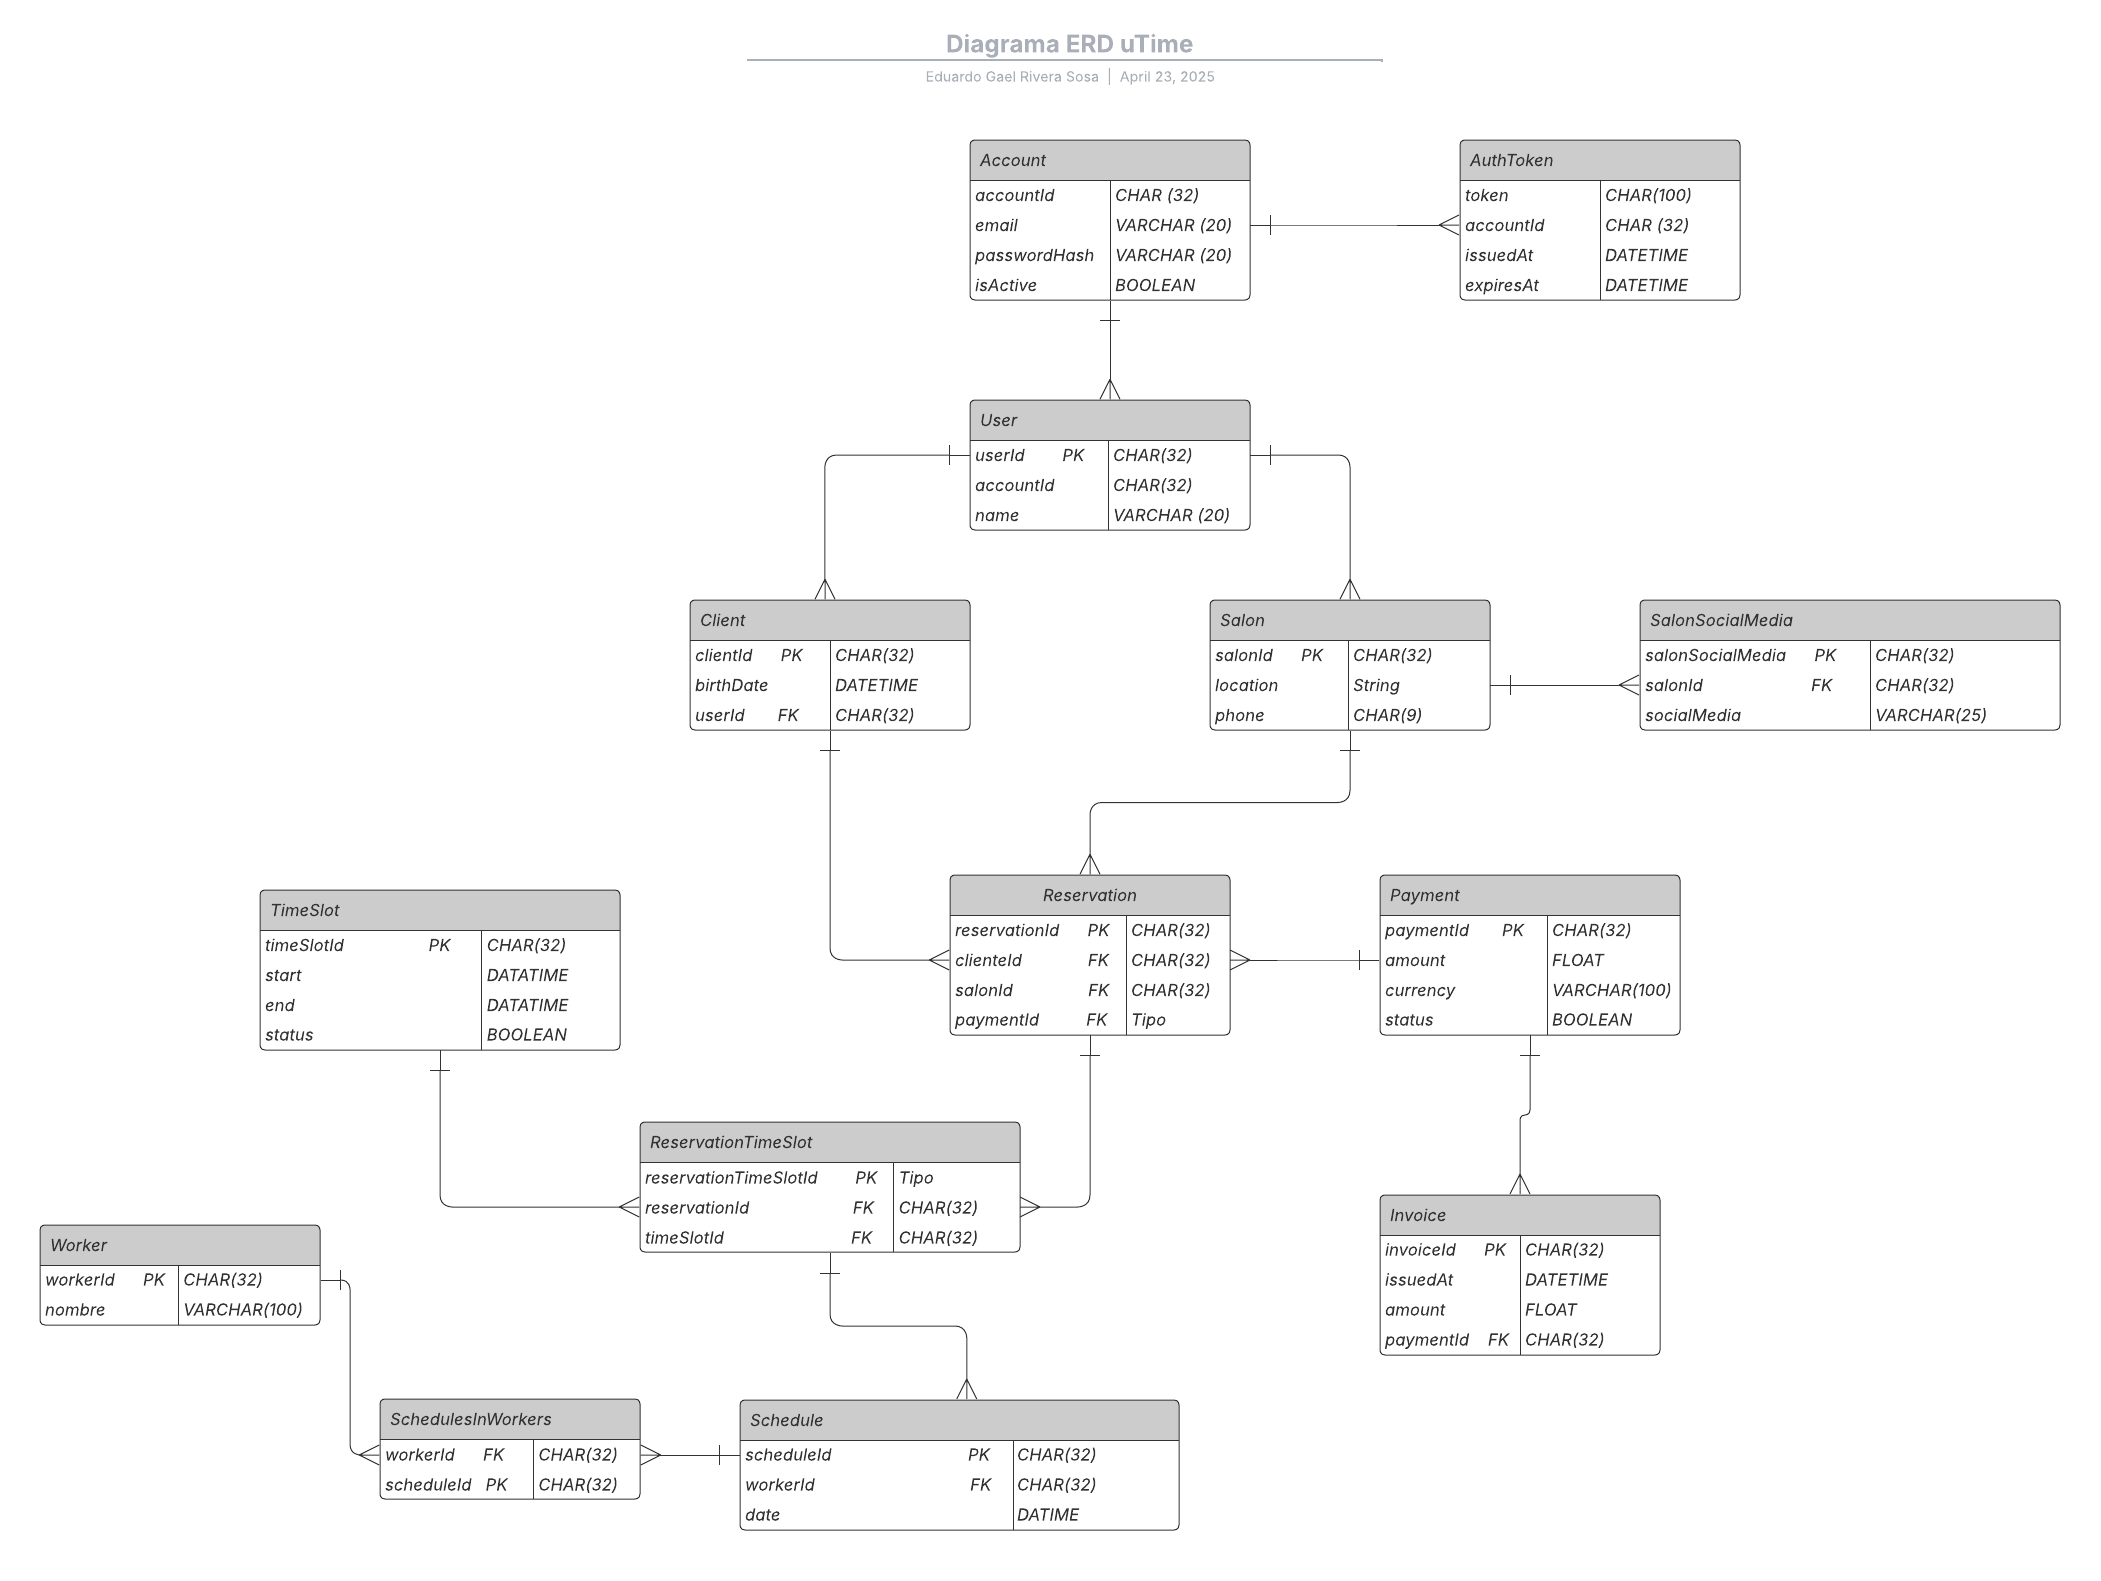 Diagrama ERD uTime
Eduardo Gael Rivera Sosa | April 23, 2025
Account
accountId CHAR (32)
email VARCHAR (20)
passwordHash VARCHAR (20)
isActive BOOLEAN
AuthToken
token CHAR(100)
accountId CHAR (32)
issuedAt DATETIME
expiresAt DATETIME
User
userId PK CHAR(32)
accountId CHAR(32)
name VARCHAR (20)
Client
clientId PK CHAR(32)
birthDate DATETIME
userId FK CHAR(32)
Salon
salonId PK CHAR(32)
location String
phone CHAR(9)
SalonSocialMedia
salonSocialMedia PK CHAR(32)
salonId FK CHAR(32)
socialMedia VARCHAR(25)
TimeSlot
timeSlotId PK CHAR(32)
start DATATIME
end DATATIME
status BOOLEAN
Reservation
reservationId PK CHAR(32)
clienteId FK CHAR(32)
salonId FK CHAR(32)
paymentId FK Tipo
Payment
paymentId PK CHAR(32)
amount FLOAT
currency VARCHAR(100)
status BOOLEAN
ReservationTimeSlot
reservationTimeSlotId PK Tipo
reservationId FK CHAR(32)
timeSlotId FK CHAR(32)
Worker
workerId PK CHAR(32)
nombre VARCHAR(100)
Invoice
invoiceId PK CHAR(32)
issuedAt DATETIME
amount FLOAT
paymentId FK CHAR(32)
SchedulesInWorkers
workerId FK CHAR(32)
scheduleId PK CHAR(32)
Schedule
scheduleId PK CHAR(32)
workerId FK CHAR(32)
date DATIME